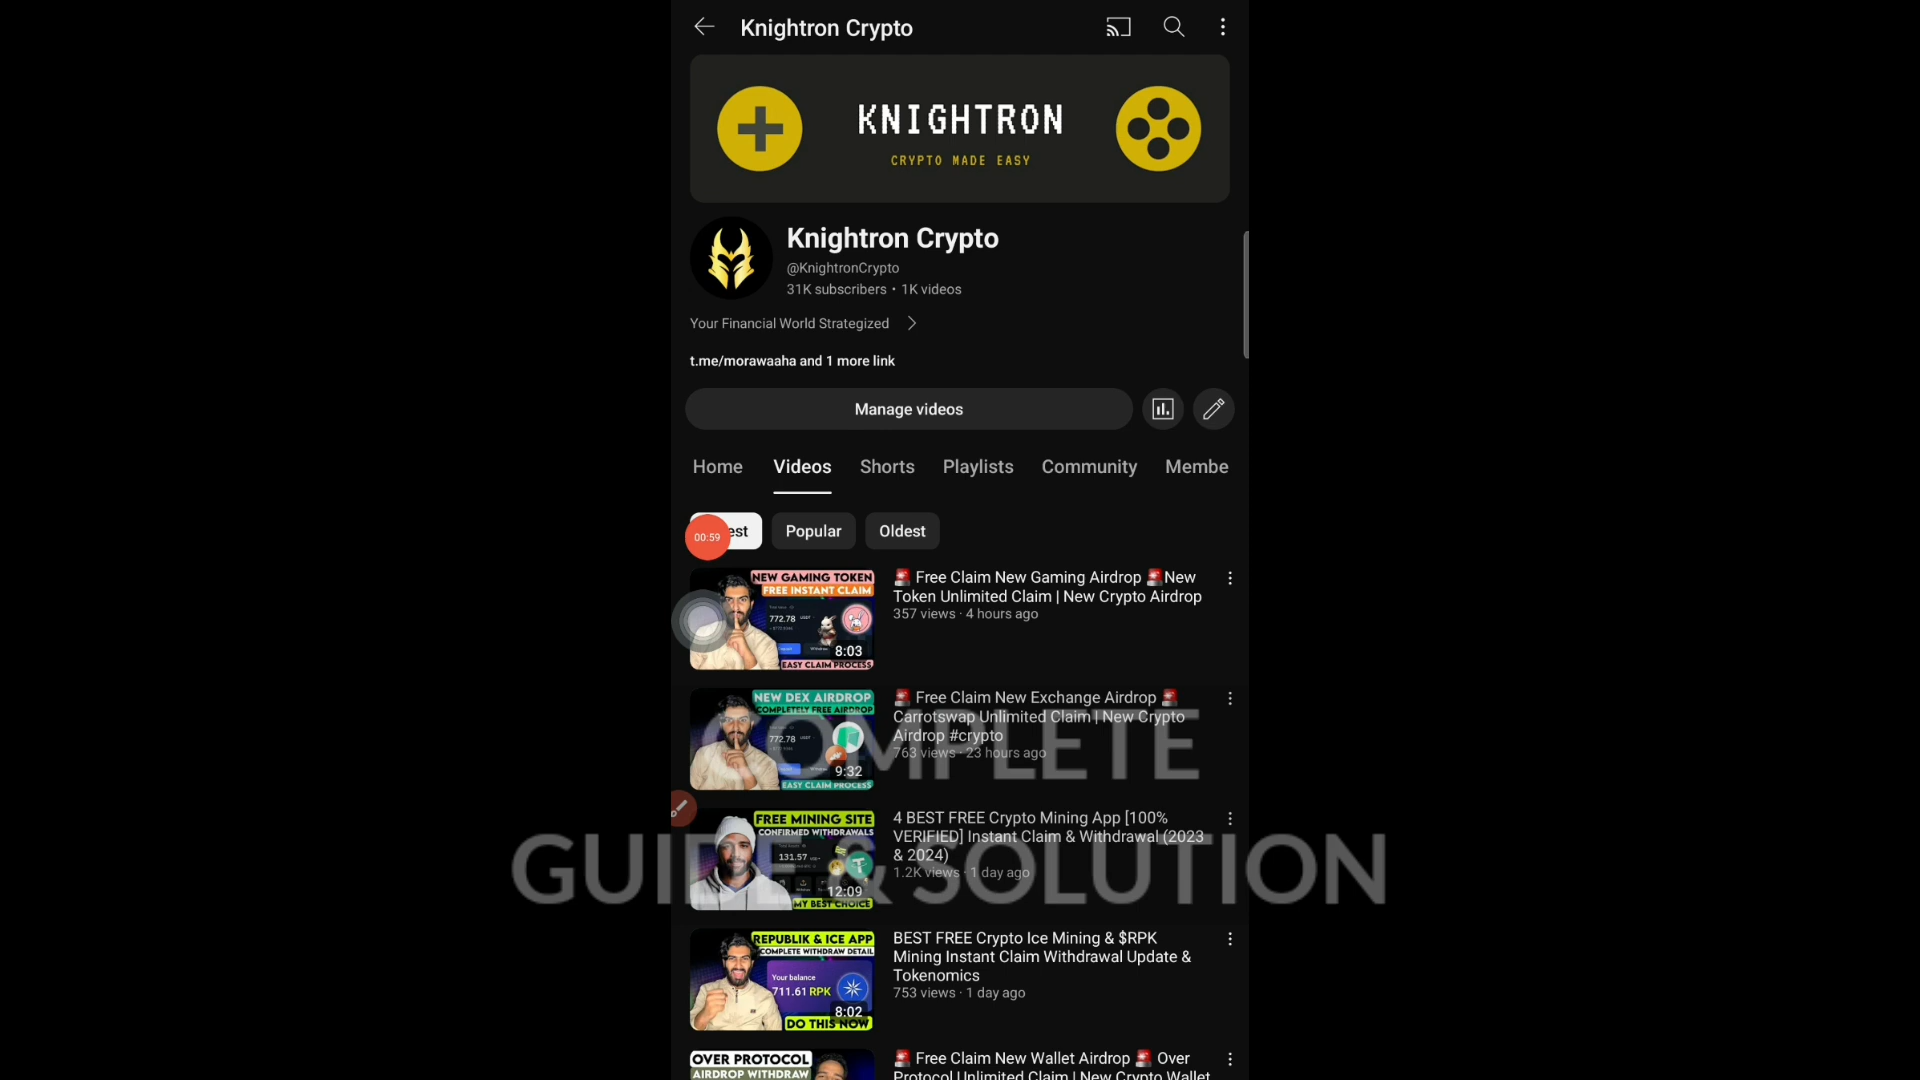 Knightron Crypto
KNIGHTRON
CRYPTO MADE EASY
Knightron Crypto
@KnightronCrypto
31K subscribers • 1K videos
Your Financial World Strategized
t.me/morawaaha and 1 more link
Manage videos
Home Videos Shorts Playlists Community Membe
00:59
Popular Oldest
NEW GAMING TOKEN
FREE INSTANT CLAIM
772.78
8:03
EASY CLAIM PROCESS
🚨 Free Claim New Gaming Airdrop 🚨New
Token Unlimited Claim | New Crypto Airdrop
357 views · 4 hours ago
NEW DEX AIRDROP
COMPLETELY FREE AIRDROP
772.78
9:32
EASY CLAIM PROCESS
🚨 Free Claim New Exchange Airdrop 🚨
Carrotswap Unlimited Claim | New Crypto
Airdrop #crypto
763 views · 23 hours ago
COMPLETE
GUIDE & SOLUTION
FREE MINING SITE
CONFIRMED WITHDRAWALS
131.57
12:09
MY BEST CHOICE
4 BEST FREE Crypto Mining App [100%
VERIFIED] Instant Claim & Withdrawal (2023
& 2024)
1.2K views · 1 day ago
REPUBLIK & ICE APP
COMPLETE WITHDRAW DETAIL
Your balance
711.61 RPK
8:02
DO THIS NOW
BEST FREE Crypto Ice Mining & $RPK
Mining Instant Claim Withdrawal Update &
Tokenomics
753 views · 1 day ago
OVER PROTOCOL
AIRDROP WITHDRAW
🚨 Free Claim New Wallet Airdrop 🚨 Over
Protocol Unlimited Claim | New Crypto Wallet